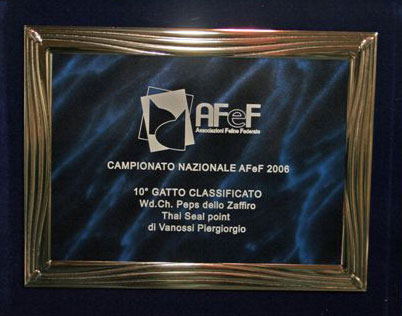 AFeF
Associazioni Feline Federate
CAMPIONATO NAZIONALE AFeF 2006
10° GATTO CLASSIFICATO
Wd.Ch. Peps dello Zaffiro
Thai Seal point
di Vanossi Piergiorgio